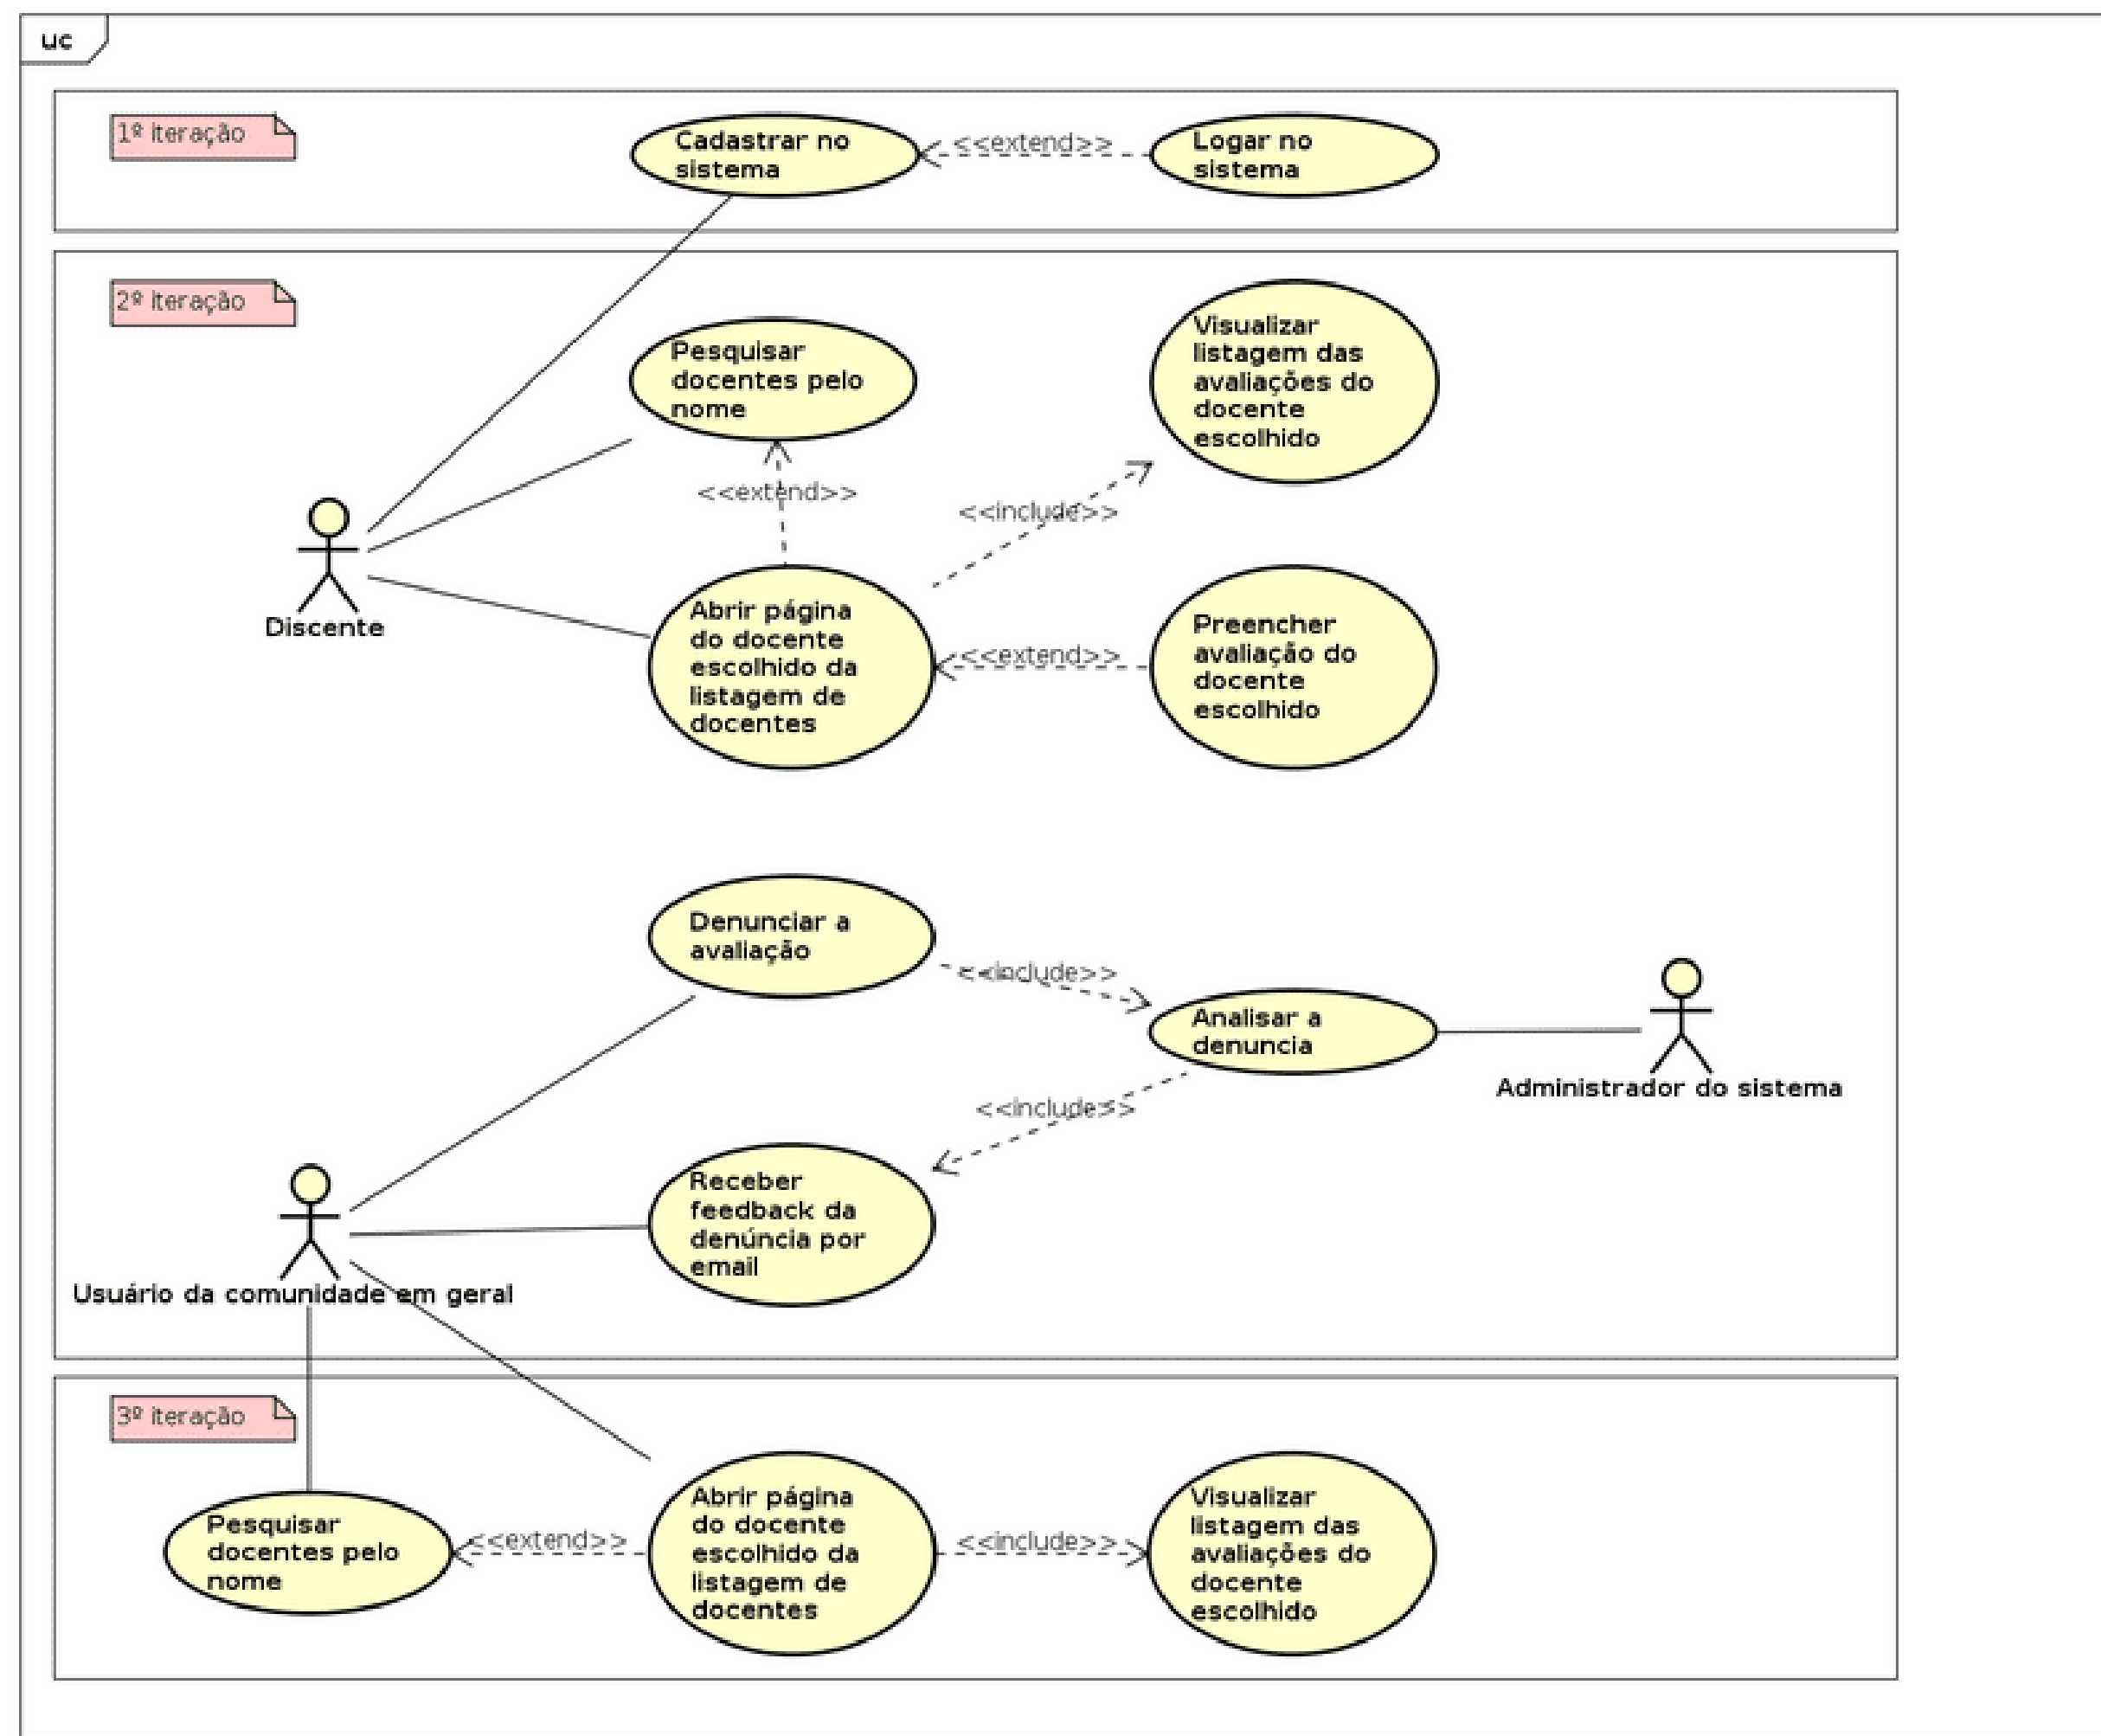 uc
1º iteração
Cadastrar no
sistema
<<extend>>
Logar no
sistema
2º iteração
Pesquisar
docentes pelo
nome
Visualizar
listagem das
avaliações do
docente
escolhido
<<extend>>
<<include>>
Discente
Abrir página
do docente
escolhido da
listagem de
docentes
<<extend>>
Preencher
avaliação do
docente
escolhido
Denunciar a
avaliação
<<include>>
Analisar a
denuncia
Administrador do sistema
<<include>>
Receber
feedback da
denúncia por
email
Usuário da comunidade em geral
3º iteração
Pesquisar
docentes pelo
nome
<<extend>>
Abrir página
do docente
escolhido da
listagem de
docentes
<<include>>
Visualizar
listagem das
avaliações do
docente
escolhido